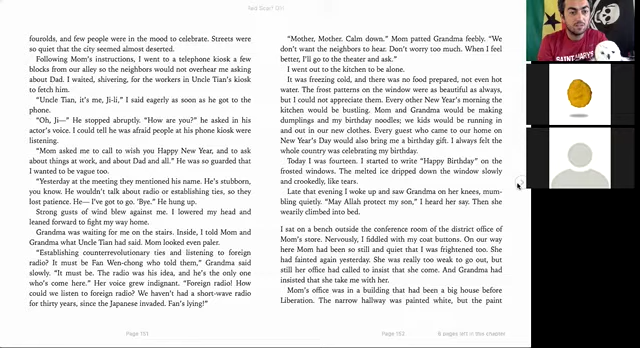 Red Scarf Girl
fourolds, and few people were in the mood to celebrate. Streets were
so quiet that the city seemed almost deserted.
Following Mom's instructions, I went to a telephone kiosk a few
blocks from our alley so the neighbors would not overhear me asking
about Dad. I waited, shivering, for the workers in Uncle Tian's kiosk
to fetch him.
"Uncle Tian, it's me, Ji-li," I said eagerly as soon as he got to the
phone.
"Oh, Ji—" He stopped abruptly. "How are you?" he asked in his
actor's voice. I could tell he was afraid people at his phone kiosk were
listening.
"Mom asked me to call to wish you Happy New Year, and to ask
about things at work, and about Dad and all." He was so guarded that
I wanted to be vague too.
"Yesterday at the meeting they mentioned his name. He's stubborn,
you know. He wouldn't talk about radio or establishing ties, so they
lost patience. He— I've got to go. 'Bye." He hung up.
Strong gusts of wind blew against me. I lowered my head and
leaned forward to fight my way home.
Grandma was waiting for me on the stairs. Inside, I told Mom and
Grandma what Uncle Tian had said. Mom looked even paler.
"Establishing counterrevolutionary ties and listening to foreign
radio? It must be Fan Wen-chong who told them," Grandma said
slowly. "It must be. The radio was his idea, and he's the only one
who's come here." Her voice grew indignant. "Foreign radio! How
could we listen to foreign radio? We haven't had a short-wave radio
for thirty years, since the Japanese invaded. Fan's lying!"
Page 151
"Mother, Mother. Calm down." Mom patted Grandma feebly. "We
don't want the neighbors to hear. Don't worry too much. When I feel
better, I'll go to the theater and ask."
I went out to the kitchen to be alone.
It was freezing cold, and there was no food prepared, not even hot
water. The frost patterns on the window were as beautiful as always,
but I could not appreciate them. Every other New Year's morning the
kitchen would be bustling. Mom and Grandma would be making
dumplings and my birthday noodles; we kids would be running in
and out in our new clothes. Every guest who came to our home on
New Year's Day would also bring me a birthday gift. I always felt the
whole country was celebrating my birthday.
Today I was fourteen. I started to write "Happy Birthday" on the
frosted windows. The melted ice dripped down the window slowly
and crookedly, like tears.
Late that evening I woke up and saw Grandma on her knees, mum-
bling quietly. "May Allah protect my son," I heard her say. Then she
wearily climbed into bed.
I sat on a bench outside the conference room of the district office of
Mom's store. Nervously, I fiddled with my coat buttons. On our way
here Mom had been so still and quiet that I was frightened too. She
had fainted again yesterday. She was really too weak to go out, but
still her office had called to insist that she come. And Grandma had
insisted that she take me with her.
Mom's office was in a building that had been a big house before
Liberation. The narrow hallway was painted white, but the paint
Page 153
6 pages left in this chapter
SAINT MARY'S